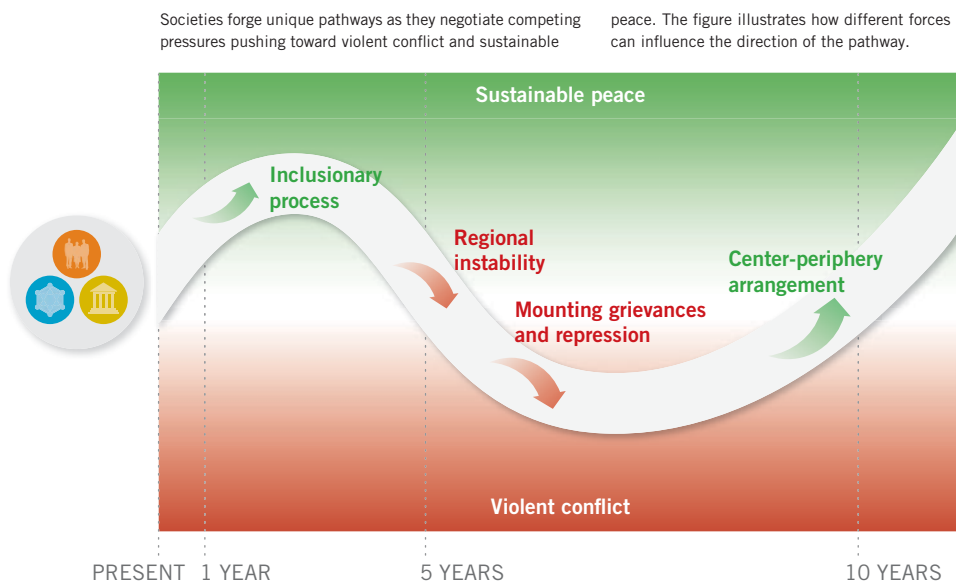 Societies forge unique pathways as they negotiate competing
pressures pushing toward violent conflict and sustainable
peace. The figure illustrates how different forces
can influence the direction of the pathway.
Sustainable peace
Inclusionary
process
Regional
instability
Mounting grievances
and repression
Center-periphery
arrangement
Violent conflict
PRESENT 1 YEAR 5 YEARS 10 YEARS